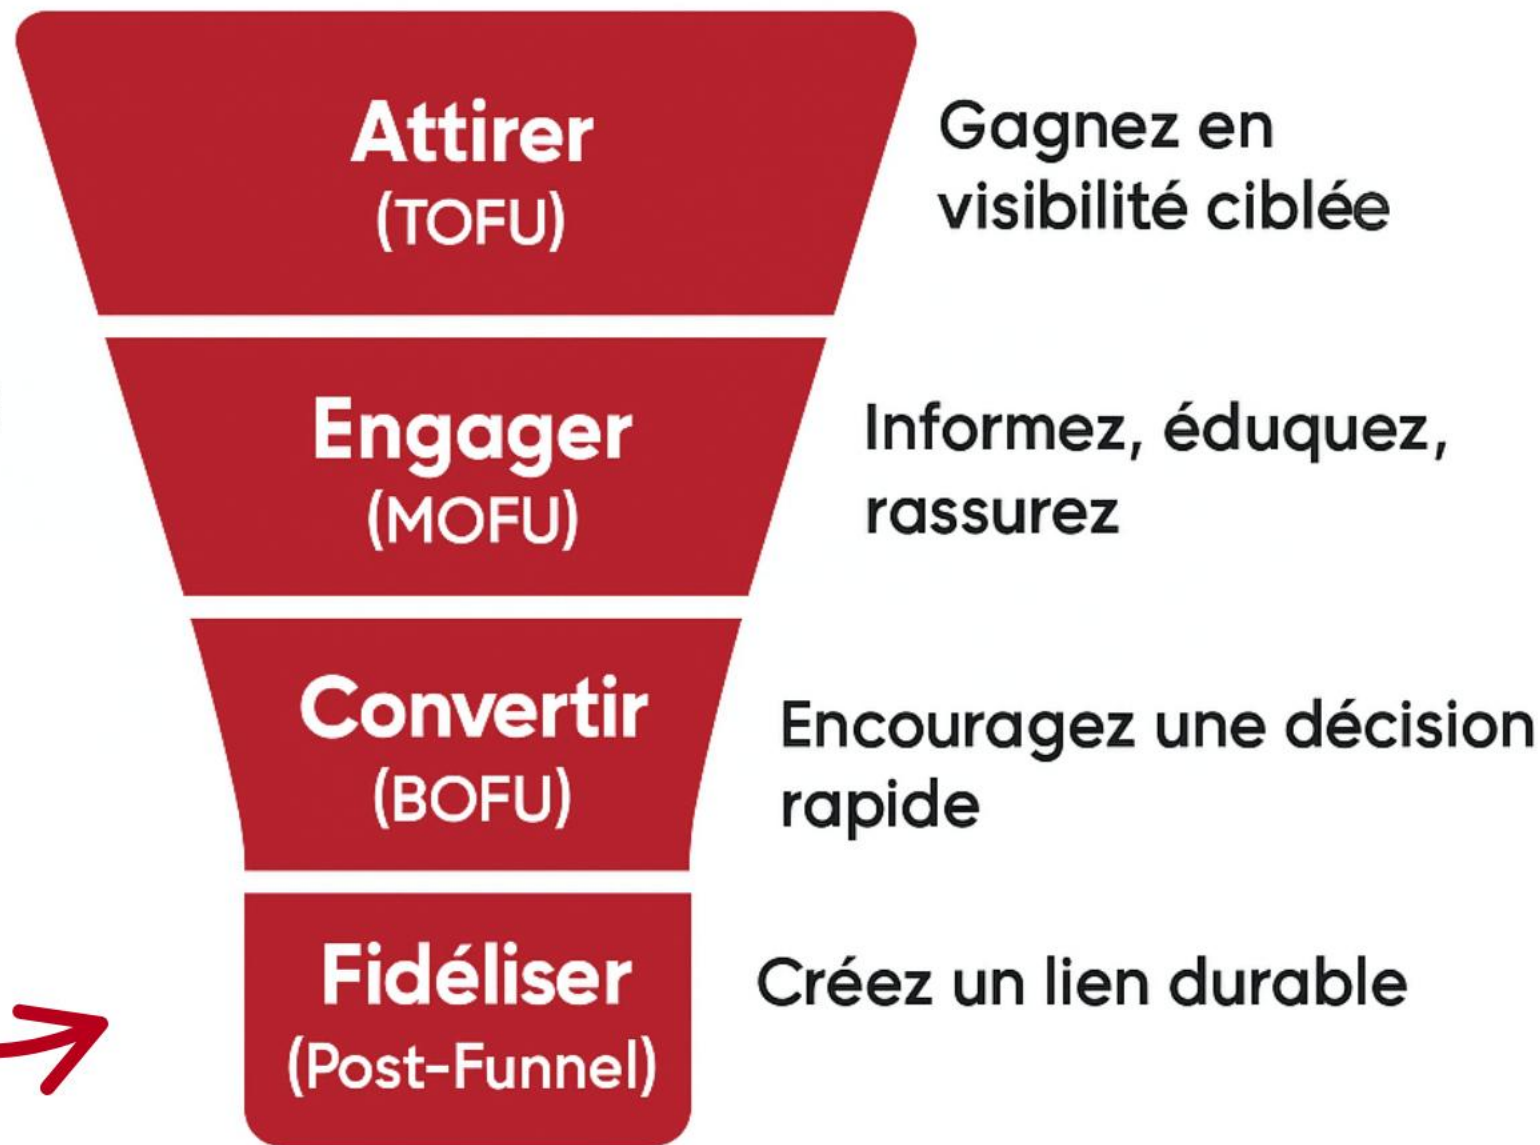 Attirer
(TOFU)
Gagnez en
visibilité ciblée
Engager
(MOFU)
Informez, éduquez,
rassurez
Convertir
(BOFU)
Encouragez une décision
rapide
Fidéliser
(Post-Funnel)
Créez un lien durable